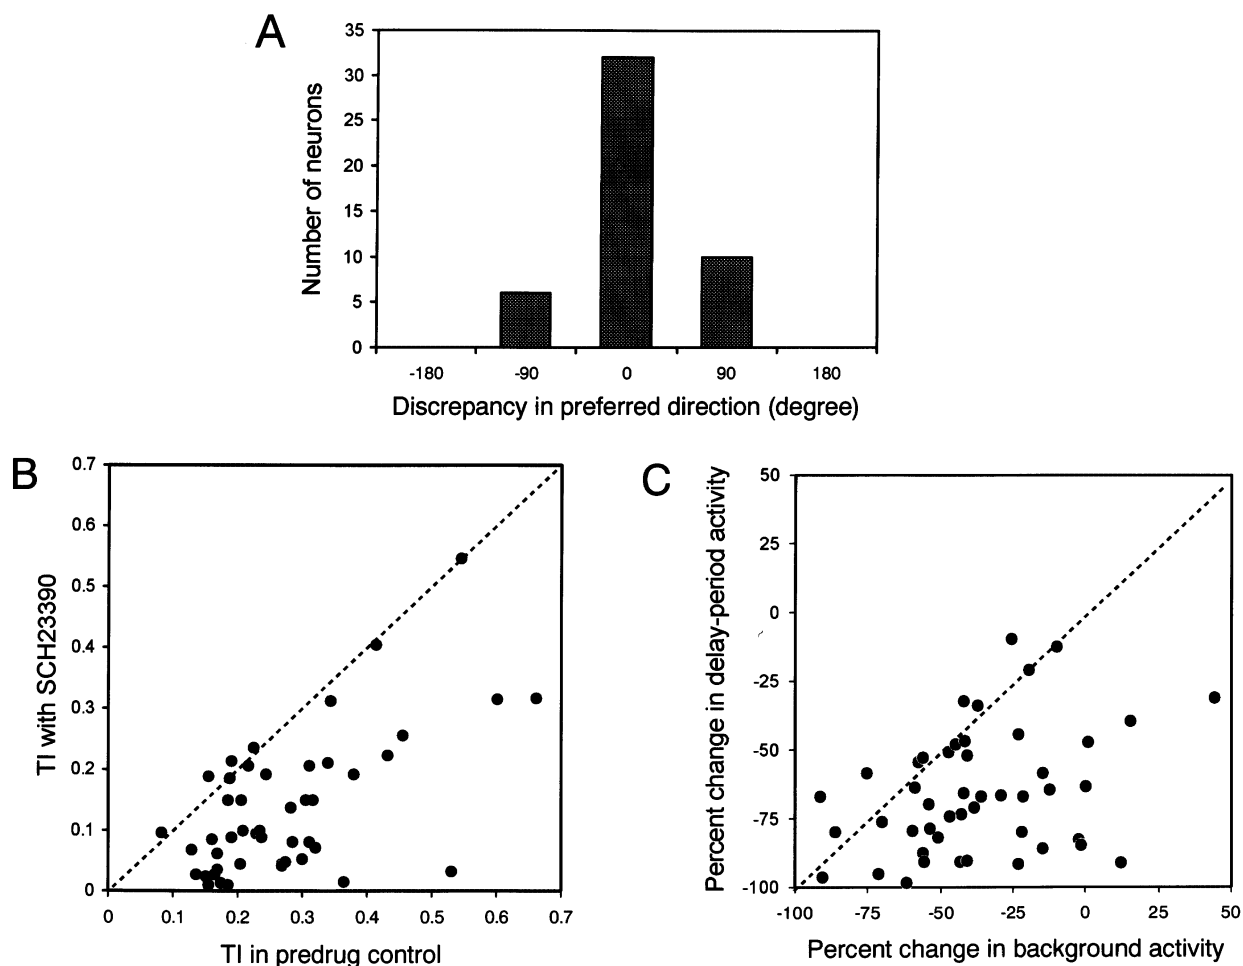 A
35
30
25
20
15
10
5
0
Number of neurons
-180 -90 0 90 180
Discrepancy in preferred direction (degree)
B
0.7
0.6
0.5
0.4
0.3
0.2
0.1
0
TI with SCH23390
0 0.1 0.2 0.3 0.4 0.5 0.6 0.7
TI in predrug control
C
50
25
0
-25
-50
-75
-100
Percent change in delay-period activity
-100 -75 -50 -25 0 25 50
Percent change in background activity